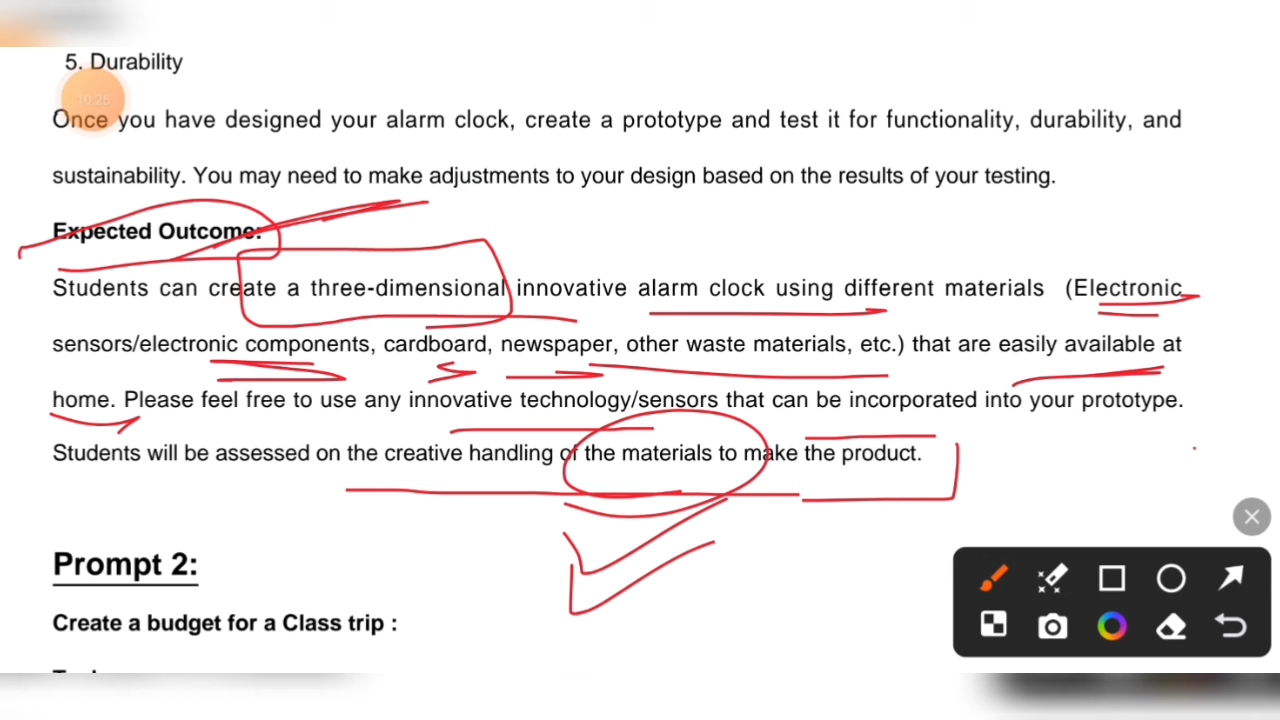 5. Durability
10:25
Once you have designed your alarm clock, create a prototype and test it for functionality, durability, and
sustainability. You may need to make adjustments to your design based on the results of your testing.
Expected Outcome:
Students can create a three-dimensional innovative alarm clock using different materials (Electronic
sensors/electronic components, cardboard, newspaper, other waste materials, etc.) that are easily available at
home. Please feel free to use any innovative technology/sensors that can be incorporated into your prototype.
Students will be assessed on the creative handling of the materials to make the product.
Prompt 2:
Create a budget for a Class trip :